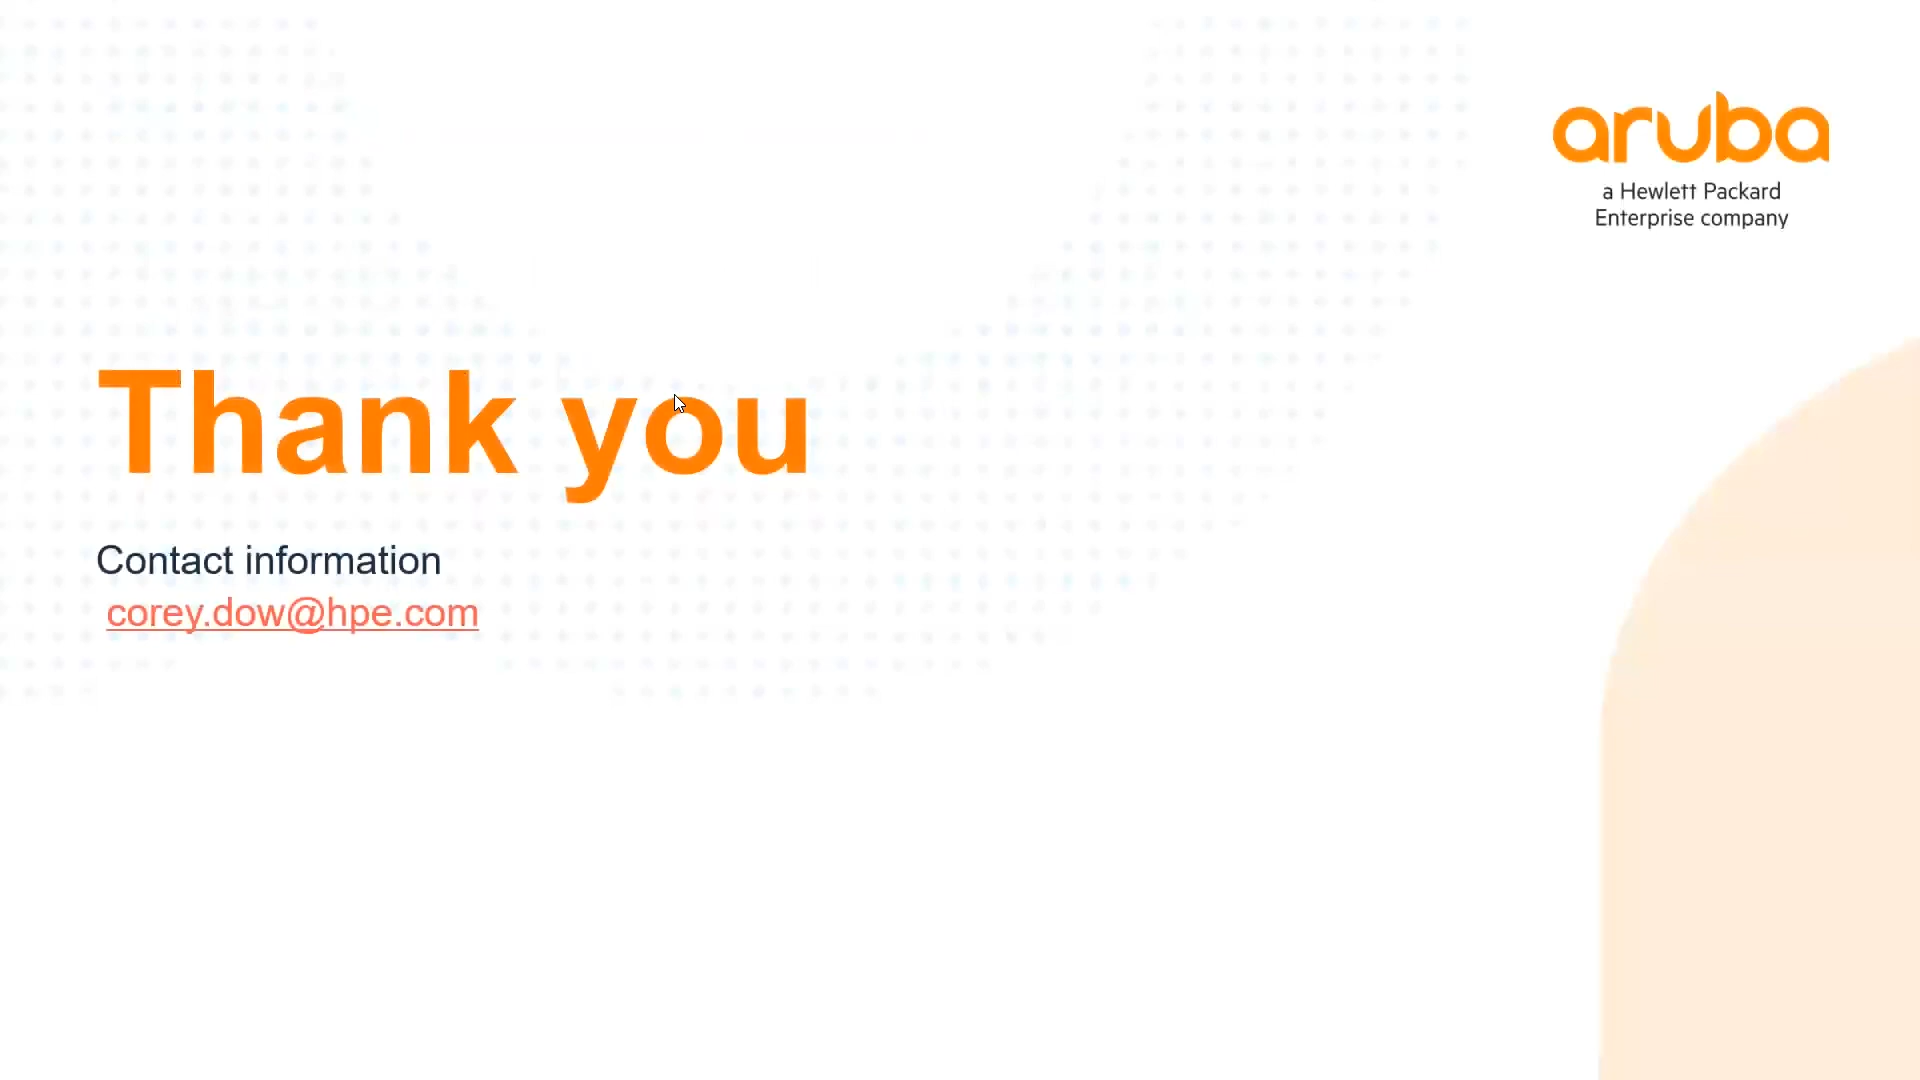 aruba
a Hewlett Packard
Enterprise company
Thank you
Contact information
corey.dow@hpe.com